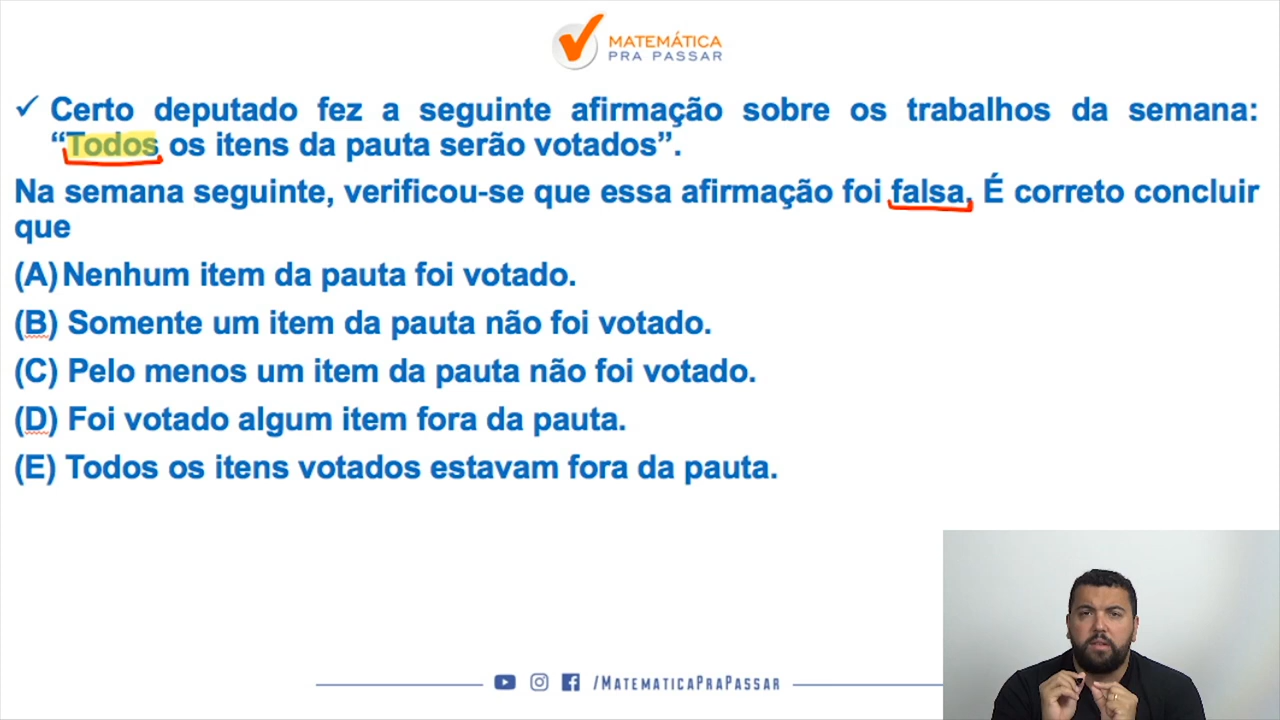 MATEMÁTICA
PRA PASSAR
✓ Certo deputado fez a seguinte afirmação sobre os trabalhos da semana:
“Todos os itens da pauta serão votados”.
Na semana seguinte, verificou-se que essa afirmação foi falsa. É correto concluir
que
(A) Nenhum item da pauta foi votado.
(B) Somente um item da pauta não foi votado.
(C) Pelo menos um item da pauta não foi votado.
(D) Foi votado algum item fora da pauta.
(E) Todos os itens votados estavam fora da pauta.
/MATEMATICAPRAPASSAR